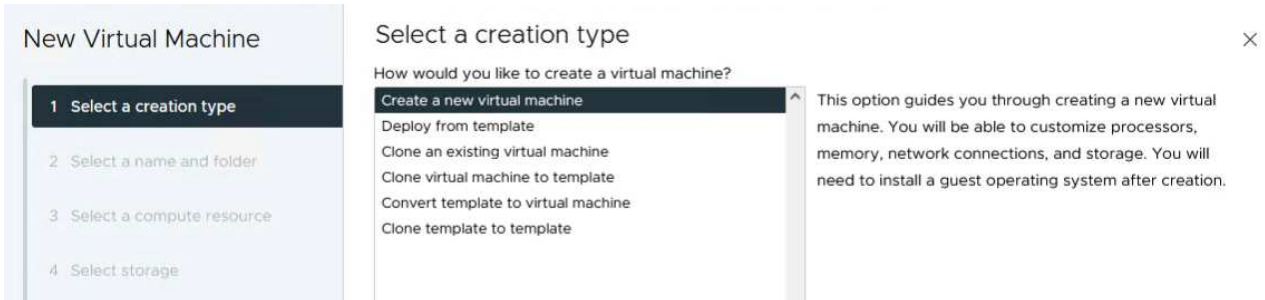 New Virtual Machine
1 Select a creation type
2 Select a name and folder
3 Select a compute resource
4 Select storage
Select a creation type
How would you like to create a virtual machine?
Create a new virtual machine
Deploy from template
Clone an existing virtual machine
Clone virtual machine to template
Convert template to virtual machine
Clone template to template
This option guides you through creating a new virtual
machine. You will be able to customize processors,
memory, network connections, and storage. You will
need to install a guest operating system after creation.